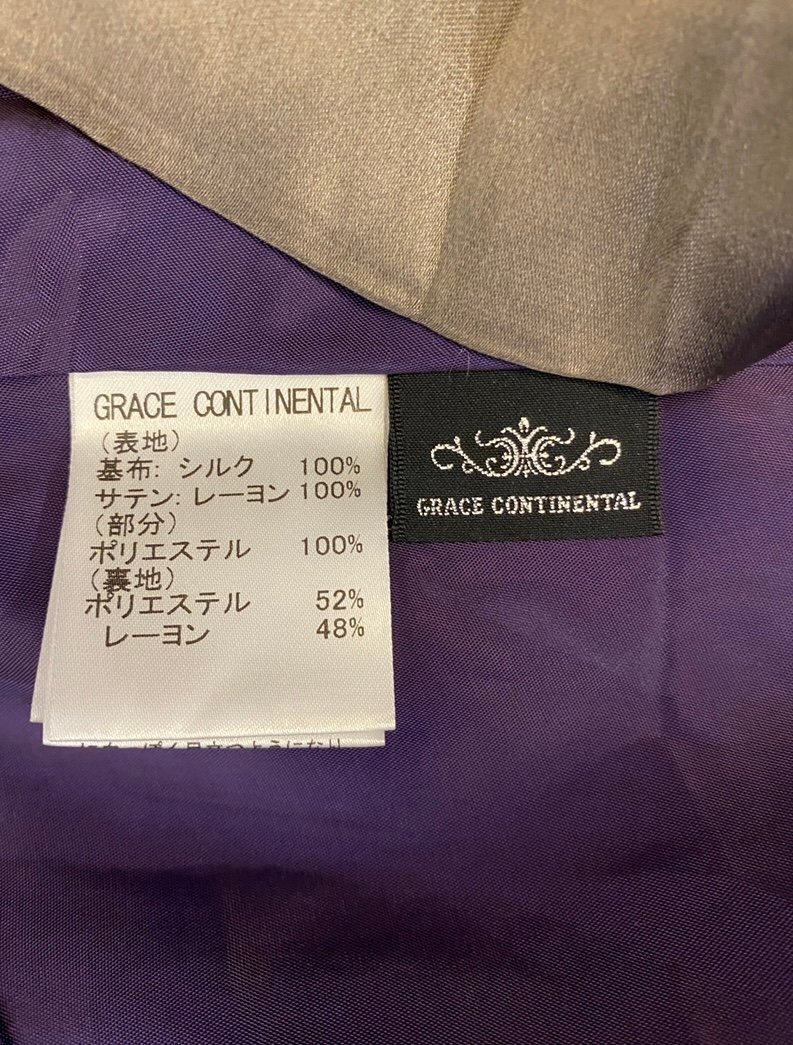 GRACE CONTINENTAL
(表地)
基布: シルク 100%
サテン: レーヨン 100%
(部分)
ポリエステル 100%
(裏地)
ポリエステル 52%
レーヨン 48%
GRACE CONTINENTAL